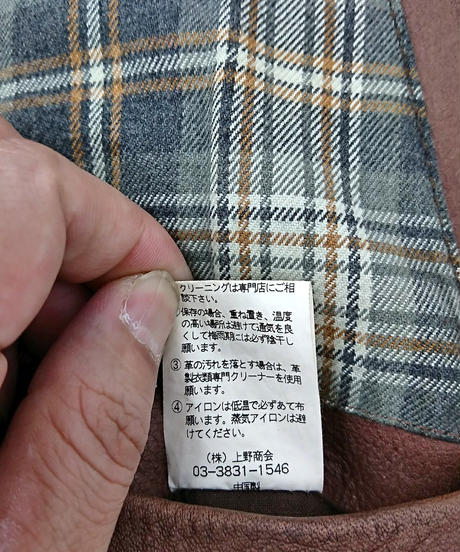 クリーニングは専門店にご相
談下さい。
保存の場合、重ね置き、温度
の高い場所は避けて通気を良
くして梅雨期には必ず陰干し
願います。
③ 革の汚れを落とす場合は、革
製衣類専門クリーナーを使用
願います。
④ アイロンは低温で必ずあて布
願います。蒸気アイロンは避
けてください。
(株)上野商会
03-3831-1546
中国製